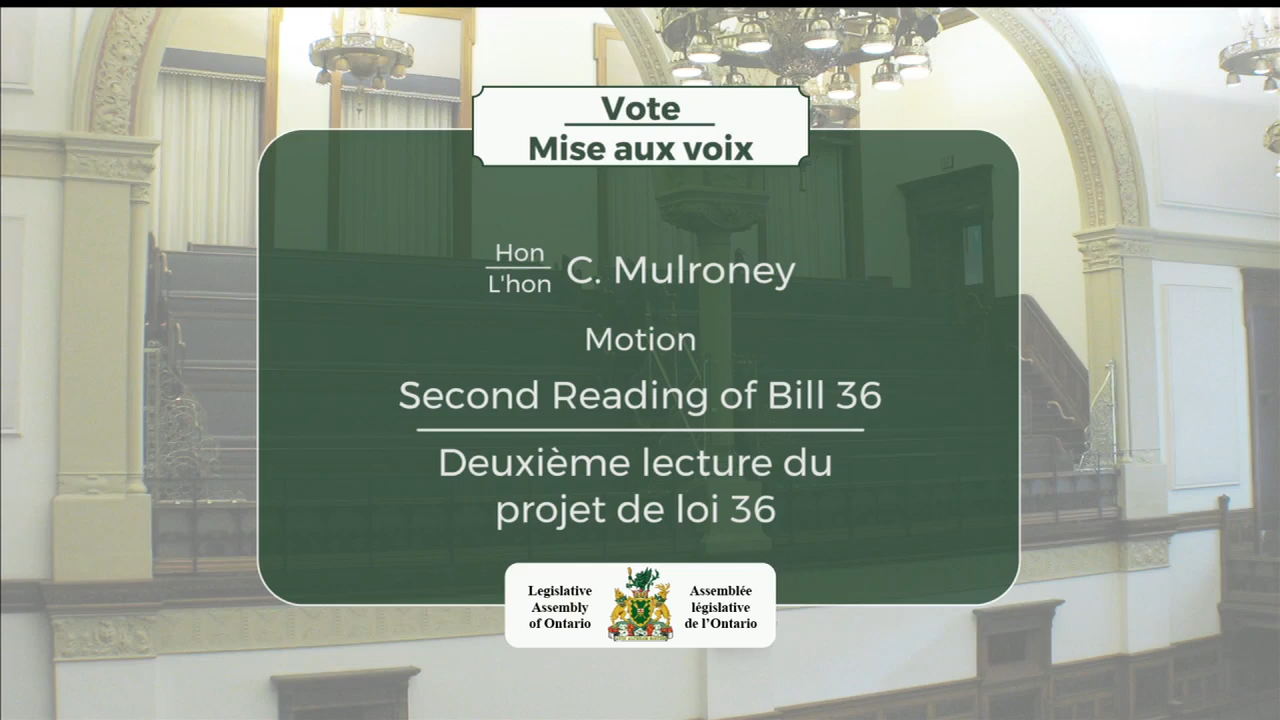 Vote
Mise aux voix
Hon
L'hon
C. Mulroney
Motion
Second Reading of Bill 36
Deuxième lecture du
projet de loi 36
Legislative
Assembly
of Ontario
Assemblée
législative
de l'Ontario